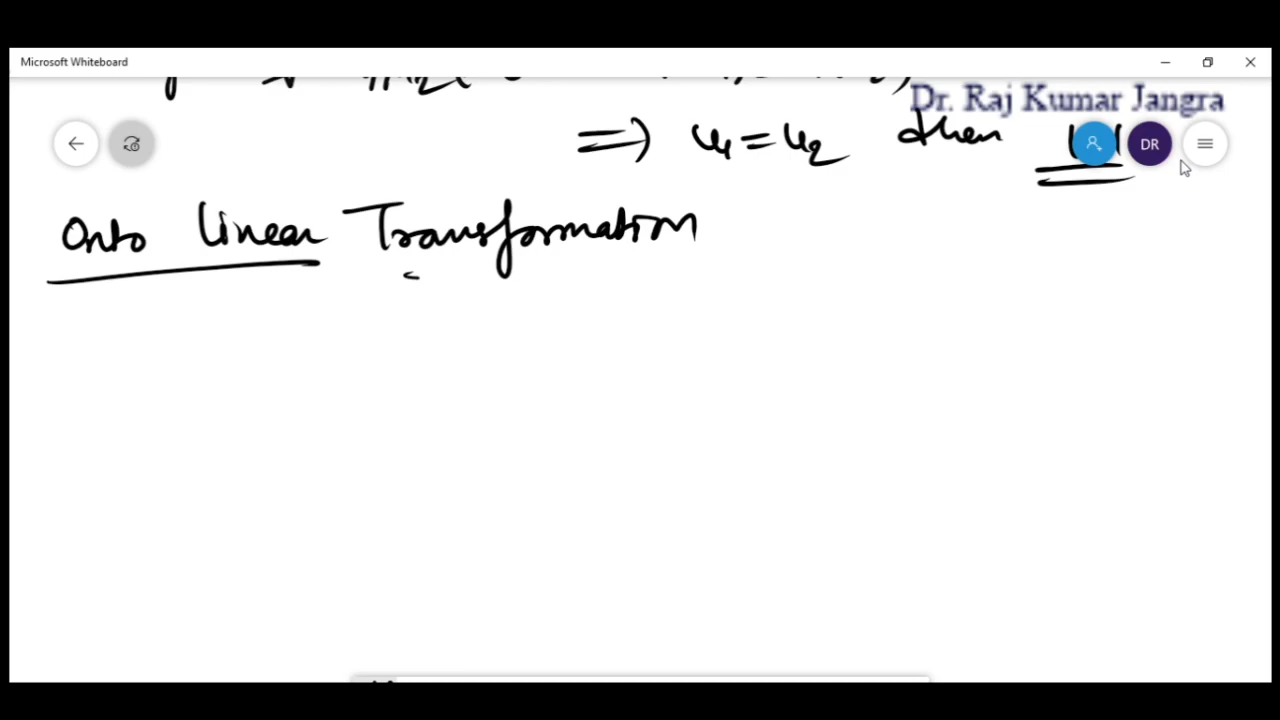 Microsoft Whiteboard
Dr. Raj Kumar Jangra
=) u1 = u2 then
DR
Onto linear Transformation